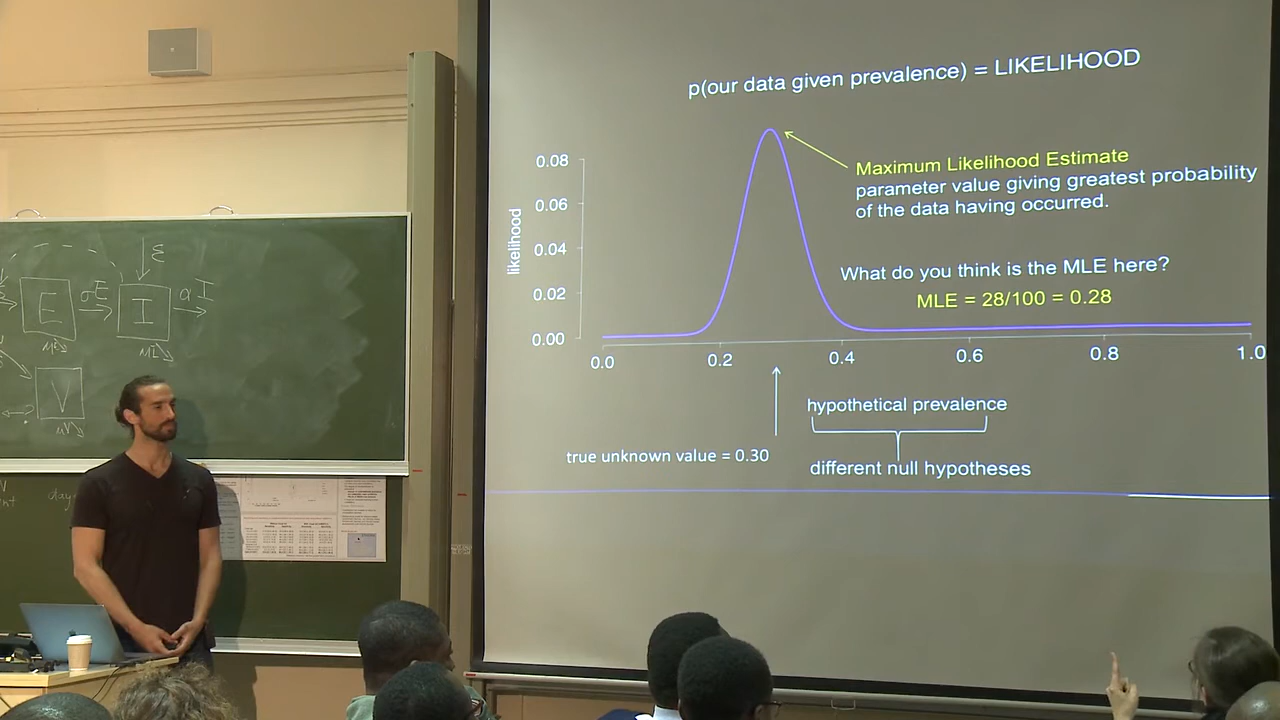 p(our data given prevalence) = LIKELIHOOD
0.08
0.06
0.04
0.02
0.00
likelihood
0.0 0.2 0.4 0.6 0.8 1.0
Maximum Likelihood Estimate
parameter value giving greatest probability
of the data having occurred.
What do you think is the MLE here?
MLE = 28/100 = 0.28
hypothetical prevalence
true unknown value = 0.30
different null hypotheses
ε
E σE I αI
V